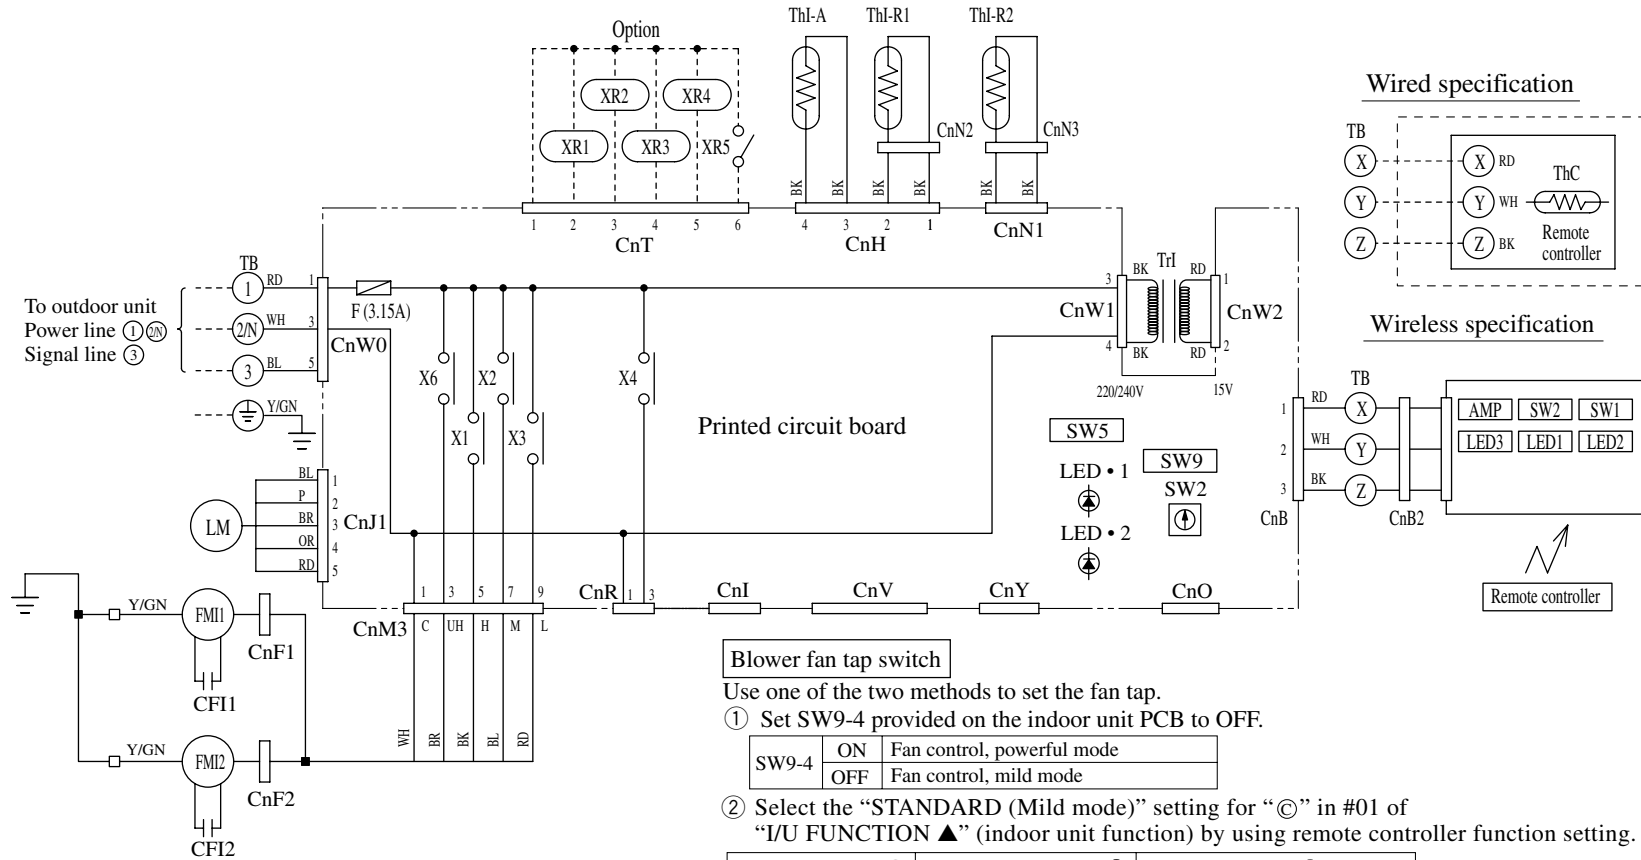 Option
XR1
XR2
XR3
XR4
XR5
1 2 3 4 5 6
CnT
ThI-A
ThI-R1
ThI-R2
CnN2
CnN3
BK BK BK BK BK BK
4 3 2 1
CnH
CnN1
Wired specification
TB
X X RD
Y Y WH
Z Z BK
ThC
Remote
controller
To outdoor unit
Power line ① 2/N
Signal line ③
TB
1 RD 1
2/N WH 3
3 BL 5
Y/GN
CnW0
F (3.15A)
X6
X1
X2
X3
X4
Printed circuit board
CnW1
3 BK
4 BK
TrI
RD 1
RD 2
CnW2
220/240V
15V
SW5
LED • 1
LED • 2
SW9
SW2
Wireless specification
TB
1 RD X
2 WH Y
3 BK Z
CnB
CnB2
AMP SW2 SW1
LED3 LED1 LED2
Remote controller
LM
BL 1
P 2
BR 3
OR 4
RD 5
CnJ1
1 3 5 7 9
CnM3
C UH H M L
WH BR BK BL RD
CnR
1 3
CnI
CnV
CnY
CnO
Y/GN
FMI1
CnF1
CFI1
Y/GN
FMI2
CnF2
CFI2
Blower fan tap switch
Use one of the two methods to set the fan tap.
① Set SW9-4 provided on the indoor unit PCB to OFF.
SW9-4
ON Fan control, powerful mode
OFF Fan control, mild mode
② Select the “STANDARD (Mild mode)” setting for “Ⓒ” in #01 of
“I/U FUNCTION ▲” (indoor unit function) by using remote controller function setting.